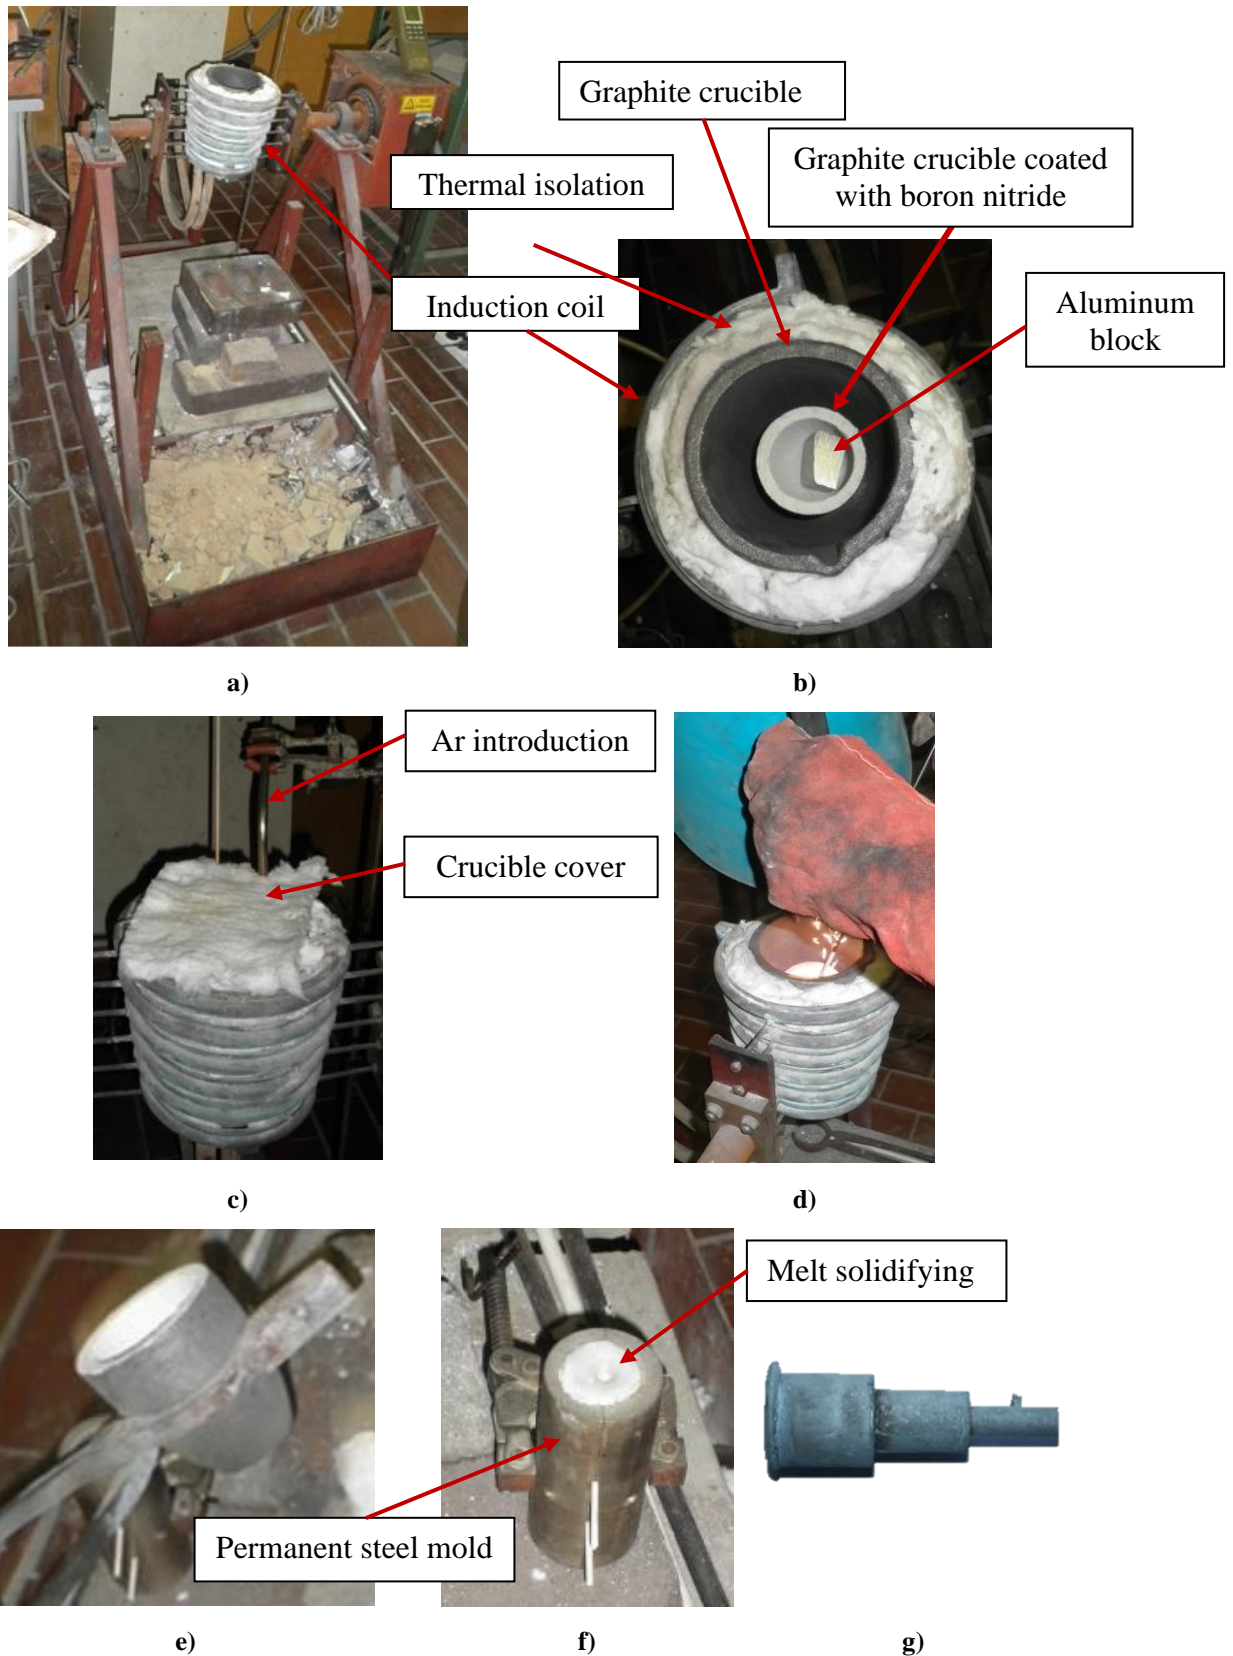 Graphite crucible
Graphite crucible coated
with boron nitride
Thermal isolation
Induction coil
Aluminum
block
a)
b)
Ar introduction
Crucible cover
c)
d)
Melt solidifying
Permanent steel mold
e)
f)
g)